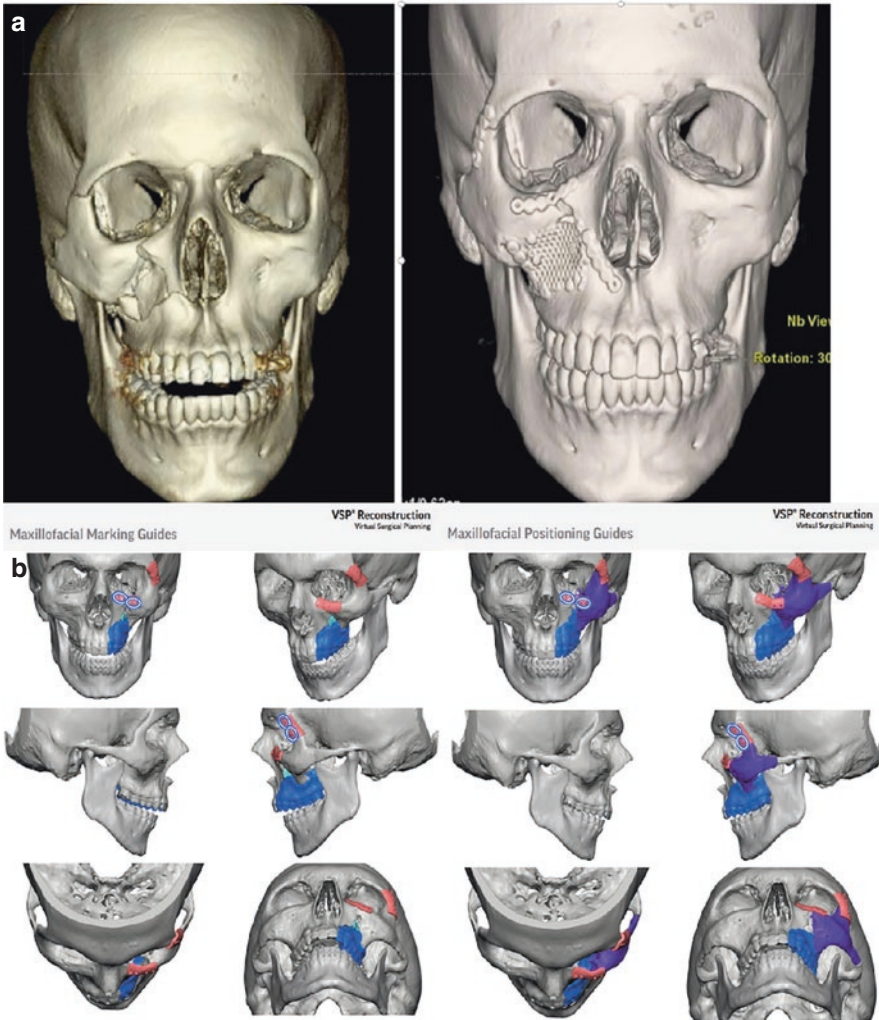 a
Nb View
Rotation: 30
VSP® Reconstruction
Virtual Surgical Planning
Maxillofacial Marking Guides
VSP® Reconstruction
Virtual Surgical Planning
Maxillofacial Positioning Guides
b